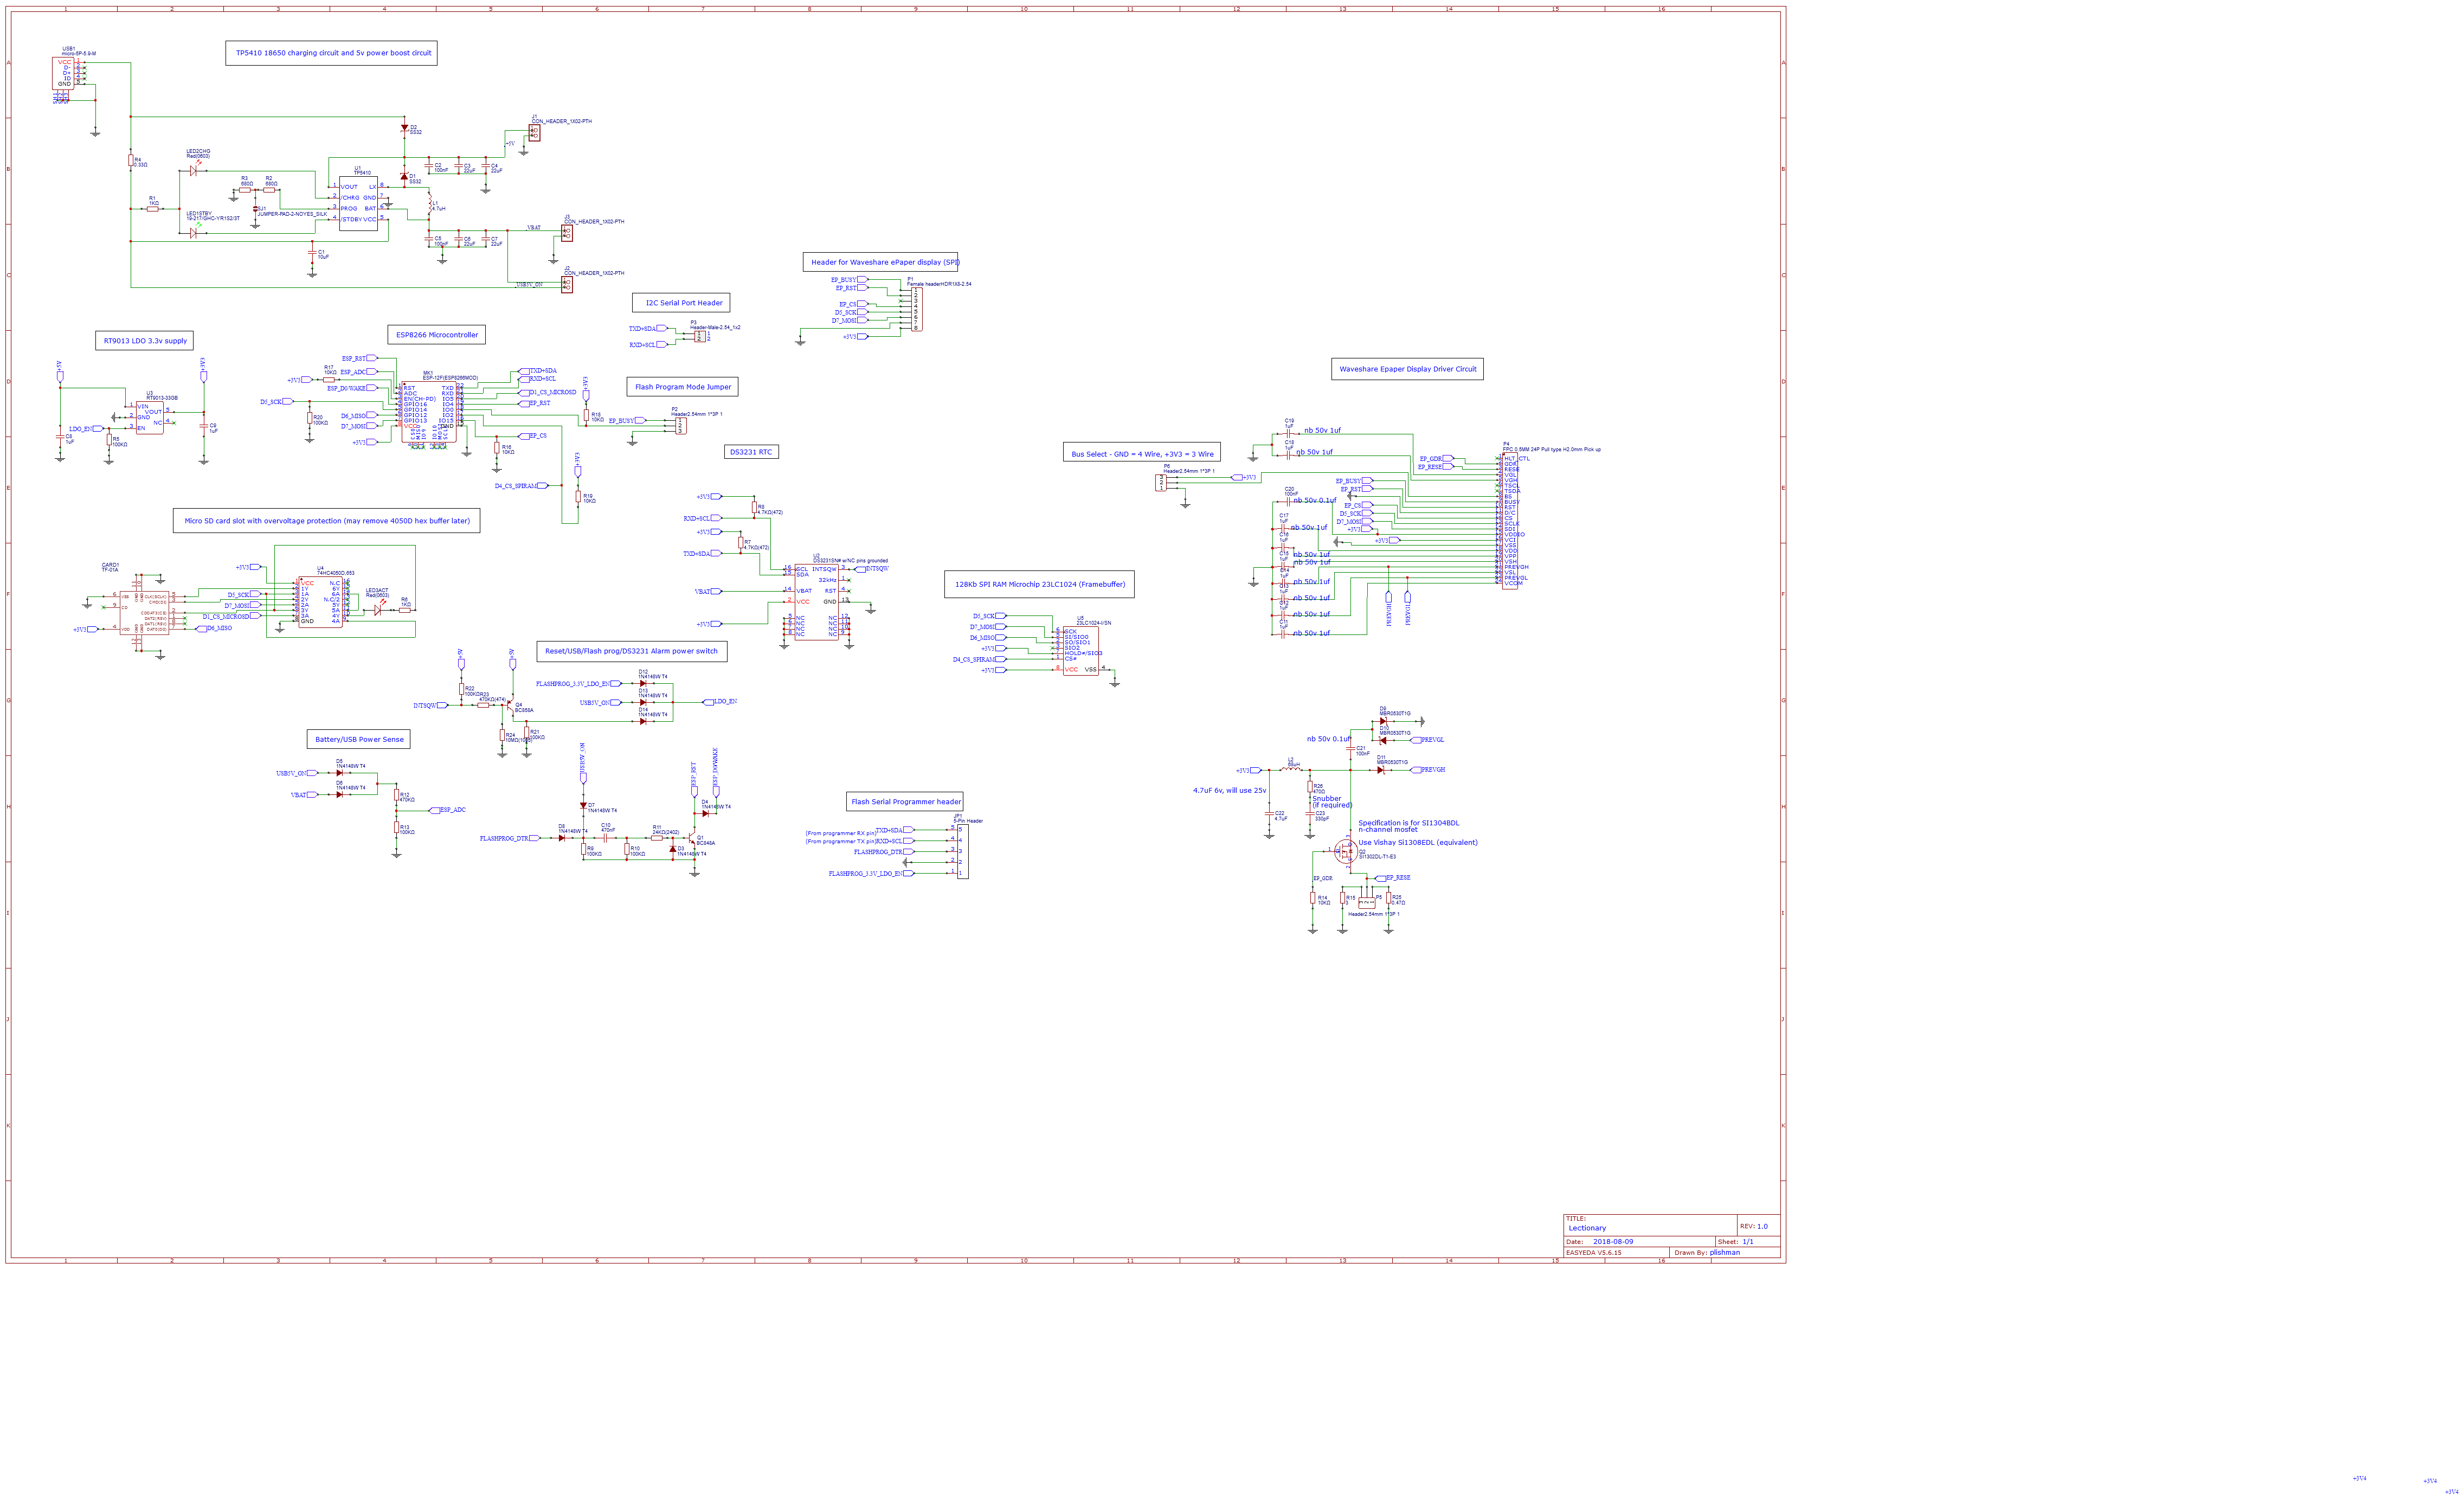 TP5410 18650 charging circuit and 5v power boost circuit
USB1
micro-5P-5.9-M
VCC
D-
D+
ID
GND
R4
0.33Ω
R1
1KΩ
LED2CHG
Red(0603)
LED1STBY
19-217/GHC-YR1S2/3T
R3
680Ω
R2
680Ω
SJ1
JUMPER-PAD-2-NOYES_SILK
U1
TP5410
VOUT
/CHRG
PROG
/STDBY
LX
GND
BAT
VCC
C1
10uF
D2
SS32
D1
SS32
L1
4.7uH
C2
100nF
C3
22uF
C4
22uF
C5
100nF
C6
22uF
C7
22uF
+5V
J1
CON_HEADER_1X02-PTH
VBAT
J3
CON_HEADER_1X02-PTH
USB5V_ON
J2
CON_HEADER_1X02-PTH
Header for Waveshare ePaper display (SPI)
EP_BUSY
EP_RST
EP_CS
D5_SCK
D7_MOSI
+3V3
P1
Female headerHDR1X8-2.54
I2C Serial Port Header
TXD+SDA
RXD+SCL
P3
Header-Male-2.54_1x2
RT9013 LDO 3.3v supply
+5V
+3V3
U3
RT9013-33GB
VIN
GND
EN
VOUT
NC
LDO_EN
R5
100KΩ
C8
1uF
C9
1uF
ESP8266 Microcontroller
ESP_RST
ESP_ADC
ESP_D0/WAKE
R17
10KΩ
+3V3
D5_SCK
R20
100KΩ
D6_MISO
D7_MOSI
+3V3
MK1
ESP-12F(ESP8266MOD)
RST
ADC
EN(CH-PD)
GPIO16
GPIO14
GPIO12
GPIO13
VCC
TXD
RXD
IO5
IO4
IO0
IO2
IO15
GND
TXD+SDA
RXD+SCL
D1_CS_MICROSD
EP_RST
EP_CS
R16
10KΩ
+3V3
R18
10KΩ
D4_CS_SPIRAM
+3V3
R19
10KΩ
Flash Program Mode Jumper
EP_BUSY
P2
Header2.54mm 1*3P 1
Waveshare Epaper Display Driver Circuit
Bus Select - GND = 4 Wire, +3V3 = 3 Wire
P6
Header2.54mm 1*3P 1
+3V3
C19
1uF
nb 50v 1uf
C18
1uF
nb 50v 1uf
C20
100nF
nb 50v 0.1uf
C17
1uF
nb 50v 1uf
nb 50v 1uf
nb 50v 1uf
nb 50v 1uf
nb 50v 1uf
nb 50v 1uf
nb 50v 1uf
EP_GDR
EP_RESE
EP_BUSY
EP_RST
EP_CS
D5_SCK
D7_MOSI
+3V3
+3V3
PREVGH
PREVGL
P4
FPC 0.5MM 24P Pull type H2.0mm Pick up
HLT_CTL
GDR
RESE
VGL
VGH
TSCL
TSDA
BS
BUSY
RST
D/C
CS
SCLK
SDI
VDDIO
VCI
VSS
VDD
VPP
VSH
PREVGH
VSL
PREVGL
VCOM
DS3231 RTC
+3V3
R8
4.7KΩ(472)
RXD+SCL
+3V3
R7
4.7KΩ(472)
TXD+SDA
VBAT
+3V3
U2
DS3231SN# w/NC pins grounded
SCL
SDA
VBAT
VCC
NC
NC
NC
NC
INTSQW
32kHz
RST
GND
NC
NC
NC
NC
INTSQW
Micro SD card slot with overvoltage protection (may remove 4050D hex buffer later)
CARD1
TF-01A
+3V3
D6_MISO
+3V3
D5_SCK
D7_MOSI
D1_CS_MICROSD
U4
74HC4050D,653
VCC
1Y
1A
2Y
2A
3Y
3A
GND
N.C
6Y
6A
N.C/2
5Y
5A
4Y
4A
LED3ACT
Red(0603)
R6
1KΩ
128Kb SPI RAM Microchip 23LC1024 (Framebuffer)
D5_SCK
D7_MOSI
D6_MISO
+3V3
D4_CS_SPIRAM
+3V3
U5
23LC1024-I/SN
SCK
SI/SIO0
SO/SIO1
SIO2
HOLD#/SIO3
CS#
VCC
VSS
Reset/USB/Flash prog/DS3231 Alarm power switch
+5V
+5V
R22
100KΩ
R23
470KΩ(474)
INTSQW
Q4
BC858A
R24
R21
100KΩ
FLASHPROG_3.3V_LDO_EN
USB5V_ON
D12
1N4148W T4
D13
1N4148W T4
D14
1N4148W T4
LDO_EN
Battery/USB Power Sense
USB5V_ON
VBAT
D5
1N4148W T4
D6
1N4148W T4
R12
470KΩ
ESP_ADC
R13
100KΩ
USB5V_ON
D7
1N4148W T4
FLASHPROG_DTR
D8
1N4148W T4
C10
470nF
R9
100KΩ
R10
100KΩ
R11
24KΩ(2402)
D3
1N4148W T4
Q1
BC848A
ESP_RST
ESP_D0/WAKE
D4
1N4148W T4
Flash Serial Programmer header
(From programmer RX pin)
TXD+SDA
(From programmer TX pin)
RXD+SCL
FLASHPROG_DTR
FLASHPROG_3.3V_LDO_EN
JP1
5-Pin Header
D9
MBR0530T1G
D10
MBR0530T1G
PREVGL
nb 50v 0.1uf
C21
100nF
+3V3
L2
68uH
D11
MBR0530T1G
PREVGH
4.7uF 6v, will use 25v
C22
4.7uF
R26
470Ω
Snubber
(if required)
C23
330pF
Specification is for SI1304BDL
n-channel mosfet
Use Vishay Si1308EDL (equivalent)
Q2
SI1302DL-T1-E3
EP_GDR
EP_RESE
R14
10KΩ
R15
3
P5
R25
0.47Ω
Header2.54mm 1*3P 1
TITLE:
Lectionary
REV: 1.0
Date: 2018-08-09
Sheet: 1/1
EASYEDA V5.6.15
Drawn By: plishman
+3V4
+3V4
+3V4